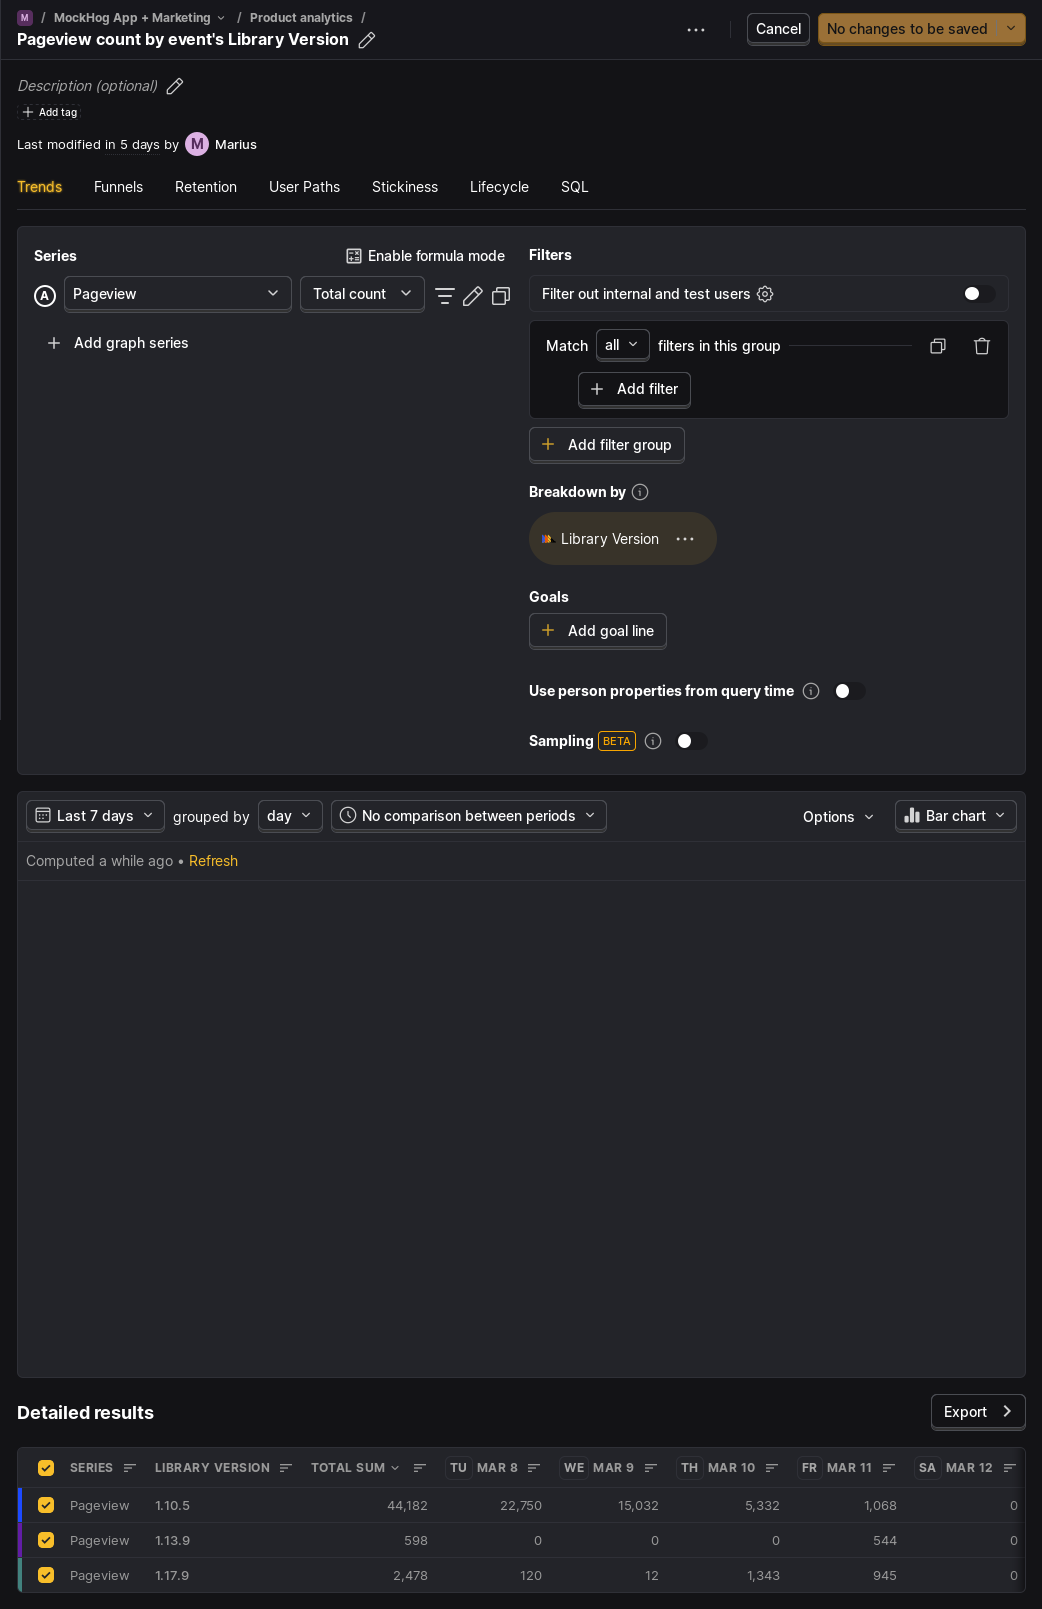 M / MockHog App + Marketing / Product analytics /
Pageview count by event's Library Version
Cancel
No changes to be saved
Description (optional)
Add tag
Last modified in 5 days by M Marius
Trends Funnels Retention User Paths Stickiness Lifecycle SQL
Series
Enable formula mode
A Pageview Total count
Add graph series
Filters
Filter out internal and test users
Match all filters in this group
Add filter
Add filter group
Breakdown by
Library Version
Goals
Add goal line
Use person properties from query time
Sampling BETA
Last 7 days grouped by day No comparison between periods Options Bar chart
Computed a while ago • Refresh
Detailed results
Export
SERIES LIBRARY VERSION TOTAL SUM TU MAR 8 WE MAR 9 TH MAR 10 FR MAR 11 SA MAR 12
Pageview 1.10.5 44,182 22,750 15,032 5,332 1,068 0
Pageview 1.13.9 598 0 0 0 544 0
Pageview 1.17.9 2,478 120 12 1,343 945 0